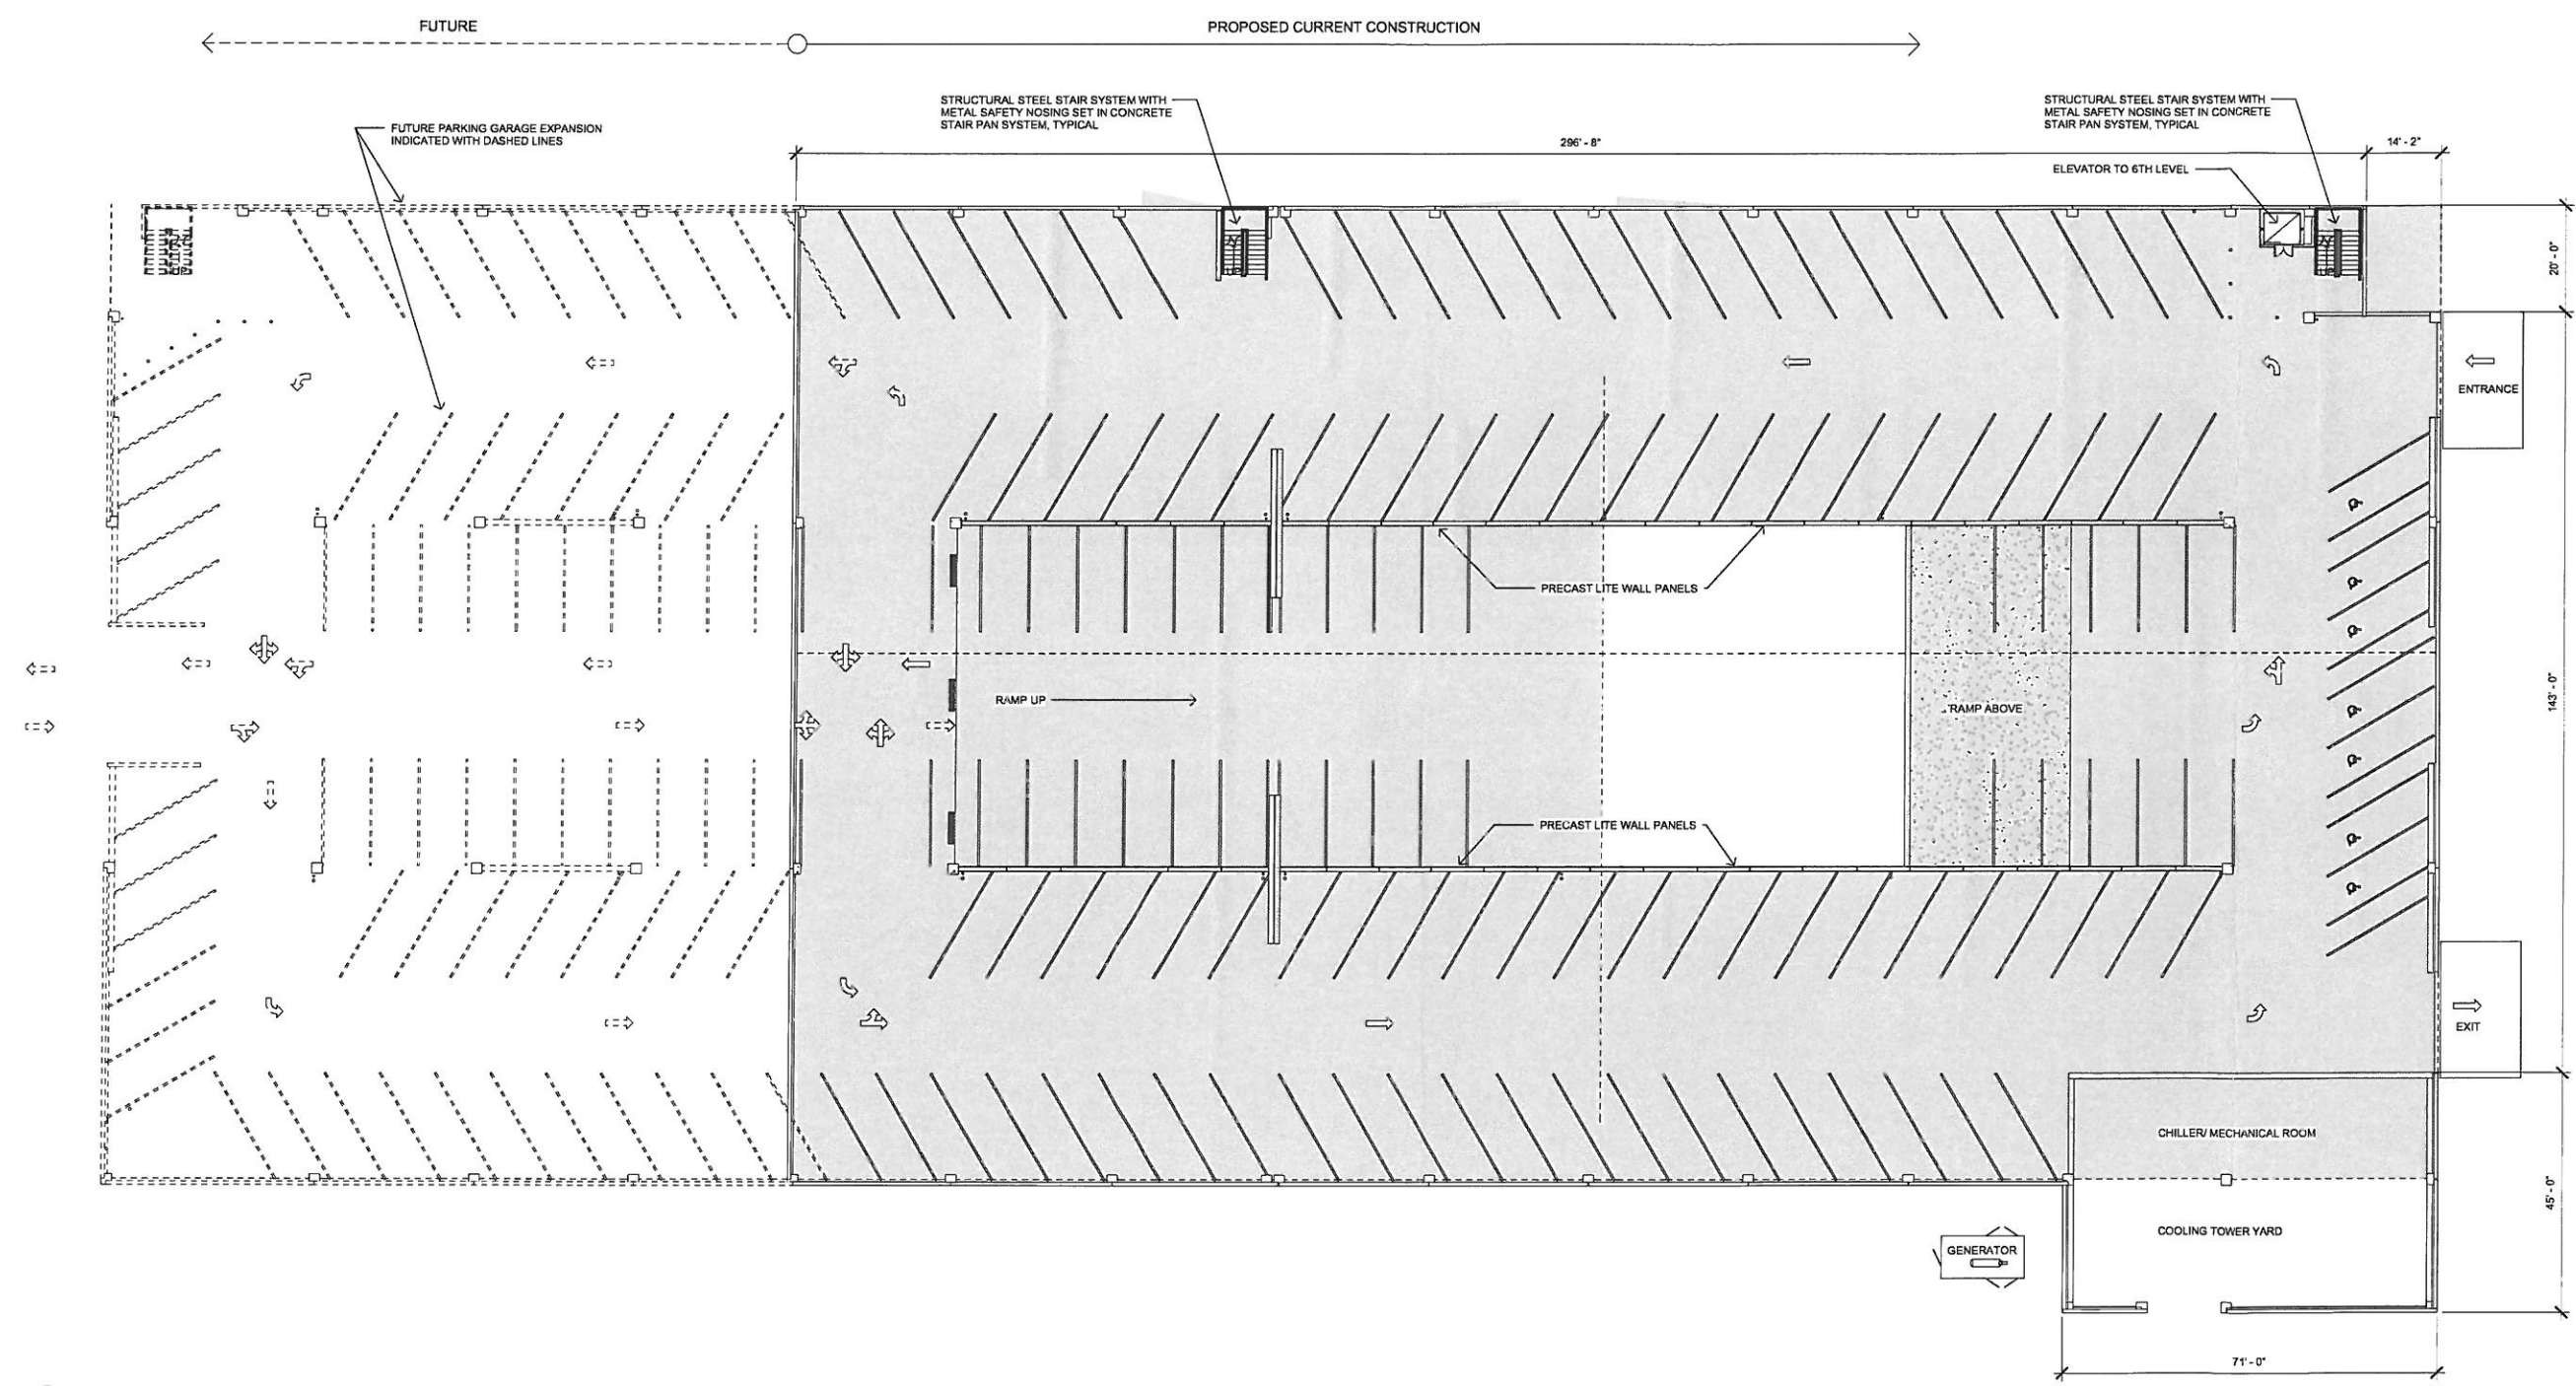 FUTURE
PROPOSED CURRENT CONSTRUCTION
STRUCTURAL STEEL STAIR SYSTEM WITH
METAL SAFETY NOSING SET IN CONCRETE
STAIR PAN SYSTEM, TYPICAL
STRUCTURAL STEEL STAIR SYSTEM WITH
METAL SAFETY NOSING SET IN CONCRETE
STAIR PAN SYSTEM, TYPICAL
FUTURE PARKING GARAGE EXPANSION
INDICATED WITH DASHED LINES
296' - 8"
14' - 2"
ELEVATOR TO 6TH LEVEL
20' - 0"
ENTRANCE
PRECAST LITE WALL PANELS
RAMP UP
RAMP ABOVE
143' - 0"
PRECAST LITE WALL PANELS
EXIT
CHILLER/ MECHANICAL ROOM
45' - 0"
COOLING TOWER YARD
GENERATOR
71' - 0"